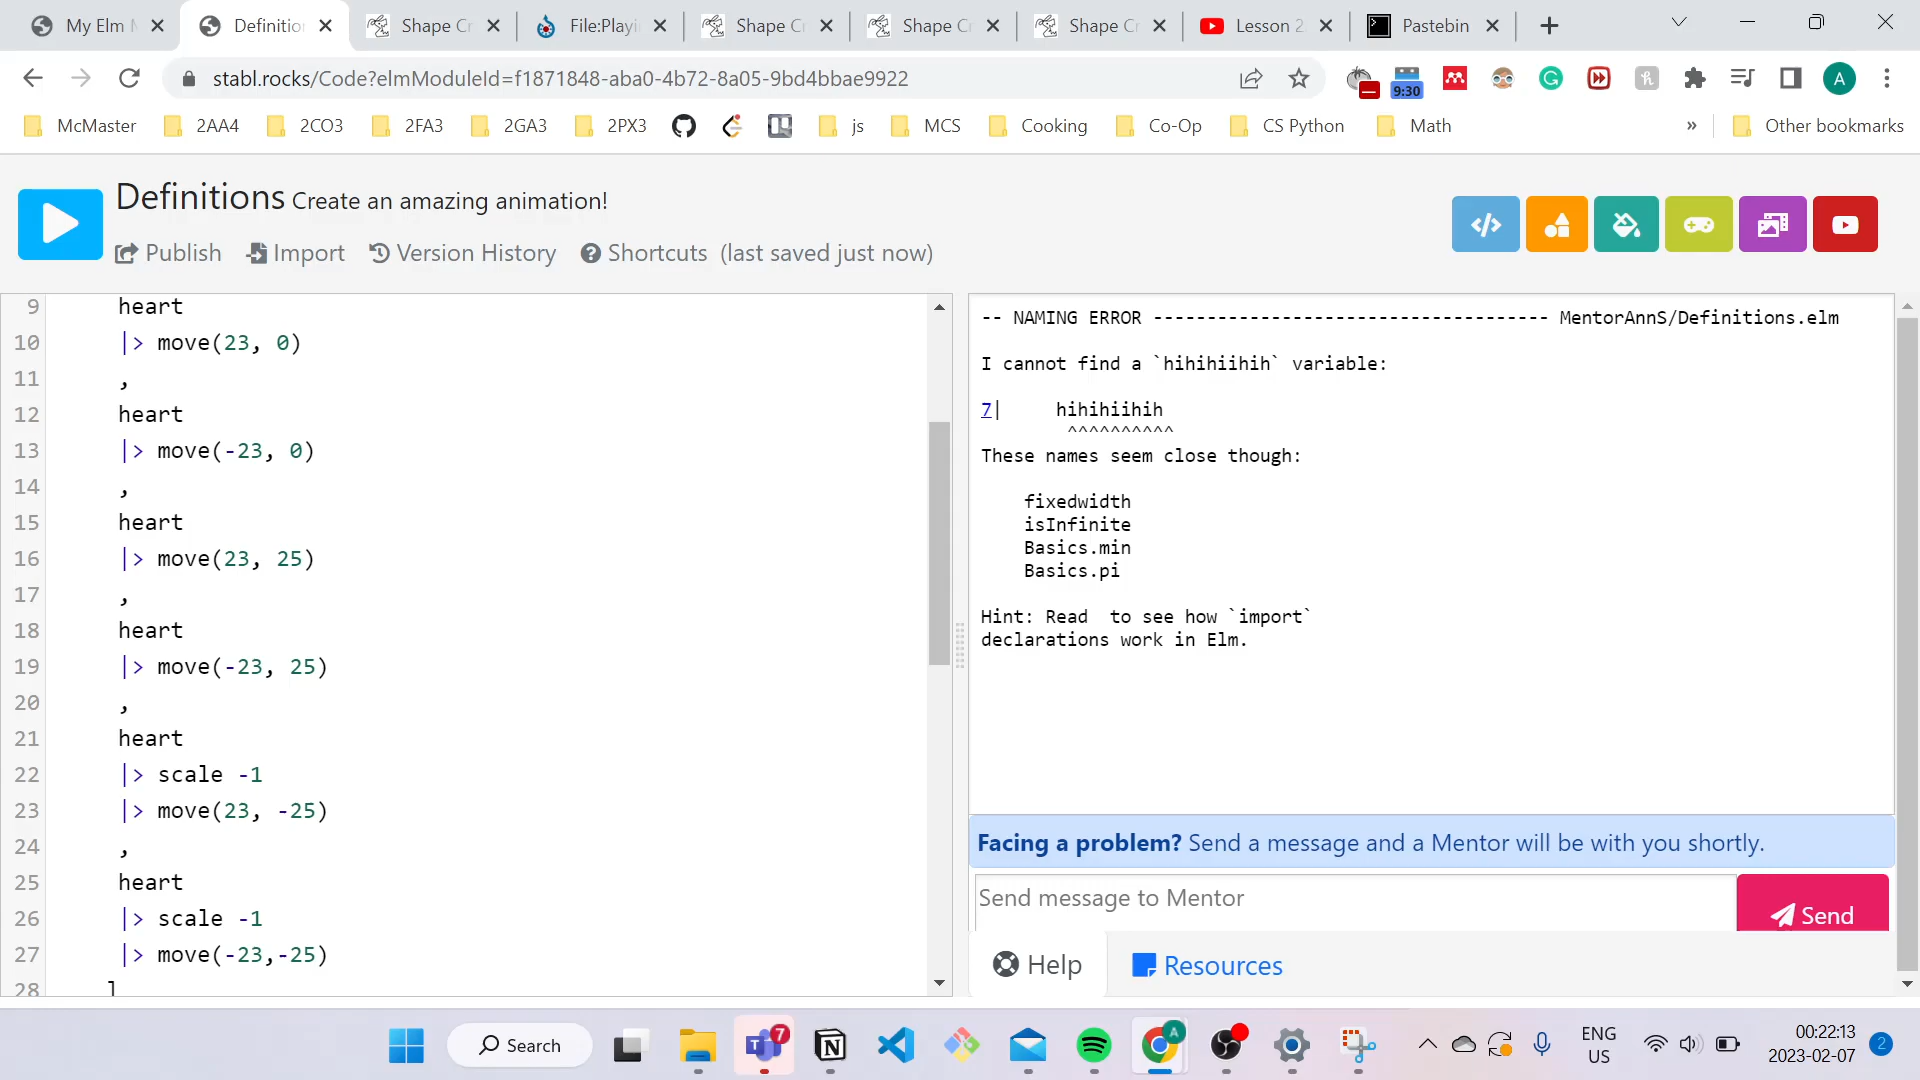 My Elm M
Definitio
Shape Cr
File:Playi
Shape Cr
Shape Cr
Shape Cr
Lesson 2
Pastebin
stabl.rocks/Code?elmModuleId=f1871848-aba0-4b72-8a05-9bd4bbae9922
9:30
A
McMaster
2AA4
2CO3
2FA3
2GA3
2PX3
js
MCS
Cooking
Co-Op
CS Python
Math
»
Other bookmarks
Definitions Create an amazing animation!
Publish Import Version History Shortcuts (last saved just now)
9 heart
10 |> move(23, 0)
11 ,
12 heart
13 |> move(-23, 0)
14 ,
15 heart
16 |> move(23, 25)
17 ,
18 heart
19 |> move(-23, 25)
20 ,
21 heart
22 |> scale -1
23 |> move(23, -25)
24 ,
25 heart
26 |> scale -1
27 |> move(-23,-25)
28 ]
-- NAMING ERROR ------------------------------------- MentorAnnS/Definitions.elm
I cannot find a `hihihiihih` variable:
7| hihihiihih
^^^^^^^^^^
These names seem close though:
fixedwidth
isInfinite
Basics.min
Basics.pi
Hint: Read  to see how `import`
declarations work in Elm.
Facing a problem? Send a message and a Mentor will be with you shortly.
Send message to Mentor
Send
Help
Resources
Search
7
A
ENG
US
00:22:13
2023-02-07
2